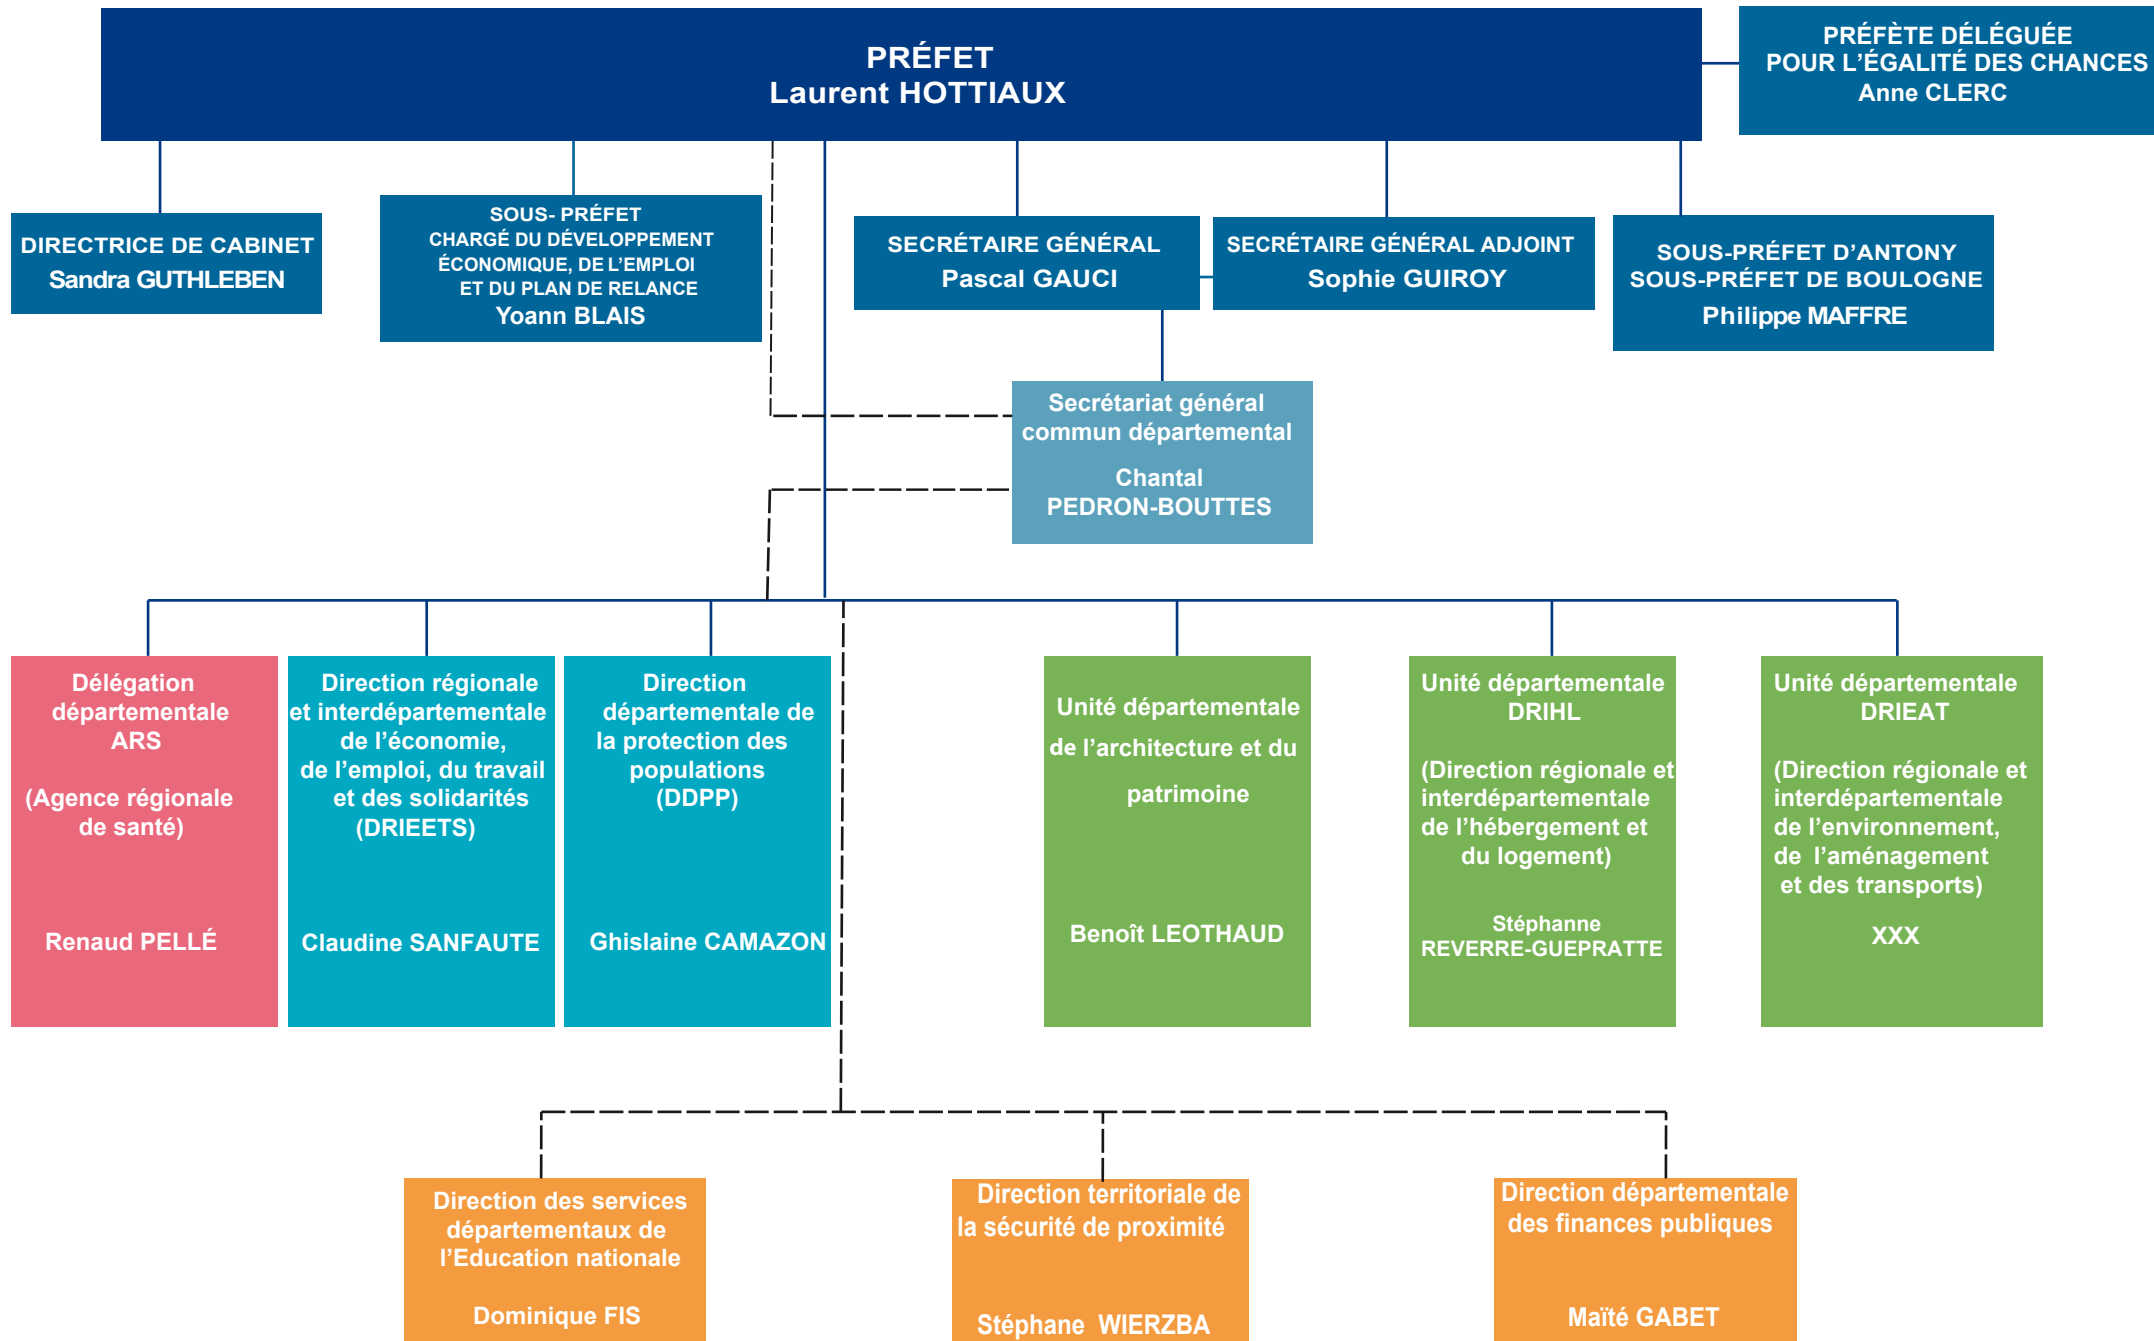 PRÉFET
Laurent HOTTIAUX
PRÉFÈTE DÉLÉGUÉE
POUR L’ÉGALITÉ DES CHANCES
Anne CLERC
DIRECTRICE DE CABINET
Sandra GUTHLEBEN
SOUS- PRÉFET
CHARGÉ DU DÉVELOPPEMENT
ÉCONOMIQUE, DE L’EMPLOI
ET DU PLAN DE RELANCE
Yoann BLAIS
SECRÉTAIRE GÉNÉRAL
Pascal GAUCI
SECRÉTAIRE GÉNÉRAL ADJOINT
Sophie GUIROY
SOUS-PRÉFET D’ANTONY
SOUS-PRÉFET DE BOULOGNE
Philippe MAFFRE
Secrétariat général
commun départemental
Chantal
PEDRON-BOUTTES
Délégation
départementale
ARS
(Agence régionale
de santé)
Renaud PELLÉ
Direction régionale
et interdépartementale
de l’économie,
de l’emploi, du travail
et des solidarités
(DRIEETS)
Claudine SANFAUTE
Direction
départementale de
la protection des
populations
(DDPP)
Ghislaine CAMAZON
Unité départementale
de l’architecture et du
patrimoine
Benoît LEOTHAUD
Unité départementale
DRIHL
(Direction régionale et
interdépartementale
de l’hébergement et
du logement)
Stéphanne
REVERRE-GUEPRATTE
Unité départementale
DRIEAT
(Direction régionale et
interdépartementale
de l’environnement,
de l’aménagement
et des transports)
XXX
Direction des services
départementaux de
l’Education nationale
Dominique FIS
Direction territoriale de
la sécurité de proximité
Stéphane WIERZBA
Direction départementale
des finances publiques
Maïté GABET